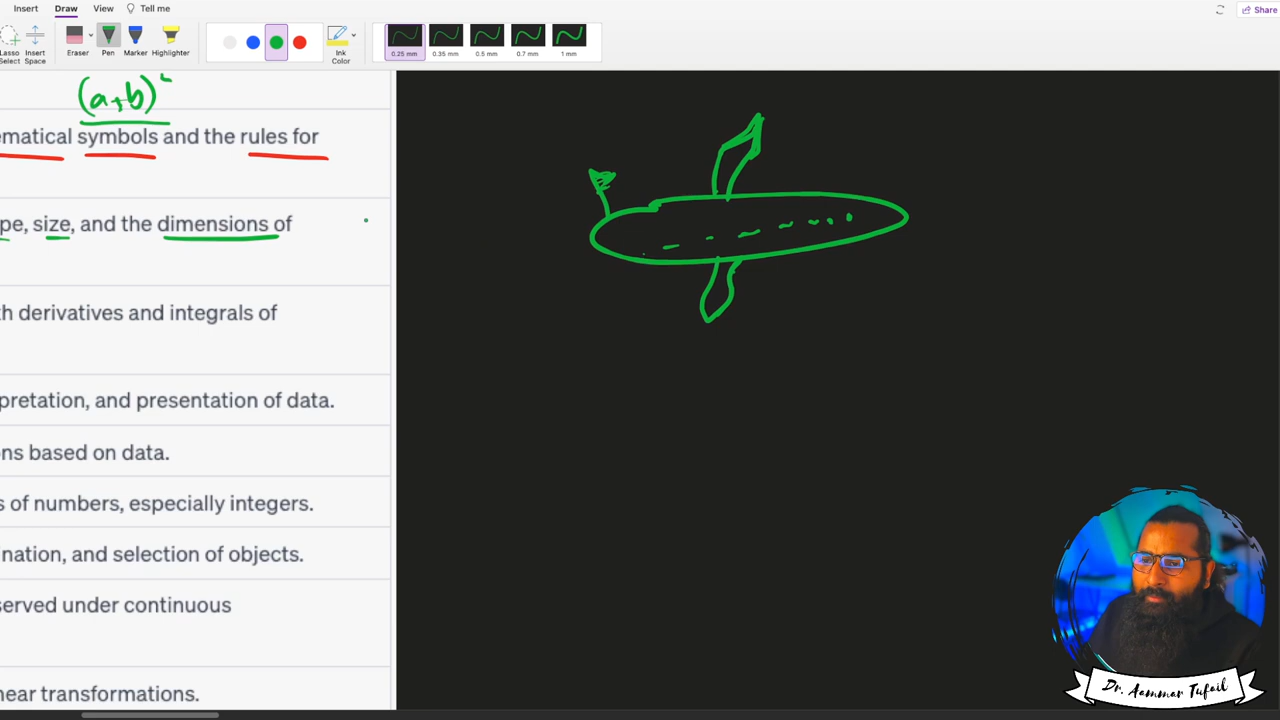 Insert Draw View Tell me
Share
Lasso Select
Insert Space
Eraser
Pen
Marker
Highlighter
Ink Color
0.25 mm
0.35 mm
0.5 mm
0.7 mm
1 mm
(a+b)²
ematical symbols and the rules for
pe, size, and the dimensions of
th derivatives and integrals of
pretation, and presentation of data.
ons based on data.
s of numbers, especially integers.
nation, and selection of objects.
served under continuous
near transformations.
Dr. Aammar Tufail